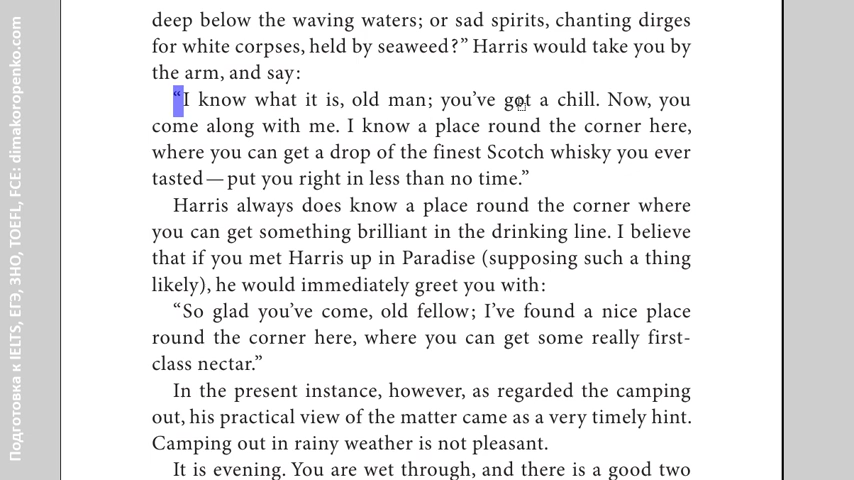 deep below the waving waters; or sad spirits, chanting dirges
for white corpses, held by seaweed?” Harris would take you by
the arm, and say:
“I know what it is, old man; you’ve got a chill. Now, you
come along with me. I know a place round the corner here,
where you can get a drop of the finest Scotch whisky you ever
tasted—put you right in less than no time.”
Harris always does know a place round the corner where
you can get something brilliant in the drinking line. I believe
that if you met Harris up in Paradise (supposing such a thing
likely), he would immediately greet you with:
“So glad you’ve come, old fellow; I’ve found a nice place
round the corner here, where you can get some really first-
class nectar.”
In the present instance, however, as regarded the camping
out, his practical view of the matter came as a very timely hint.
Camping out in rainy weather is not pleasant.
It is evening. You are wet through, and there is a good two
Подготовка к IELTS, ЕГЭ, ЗНО, TOEFL, FCE: dimakoropenko.com